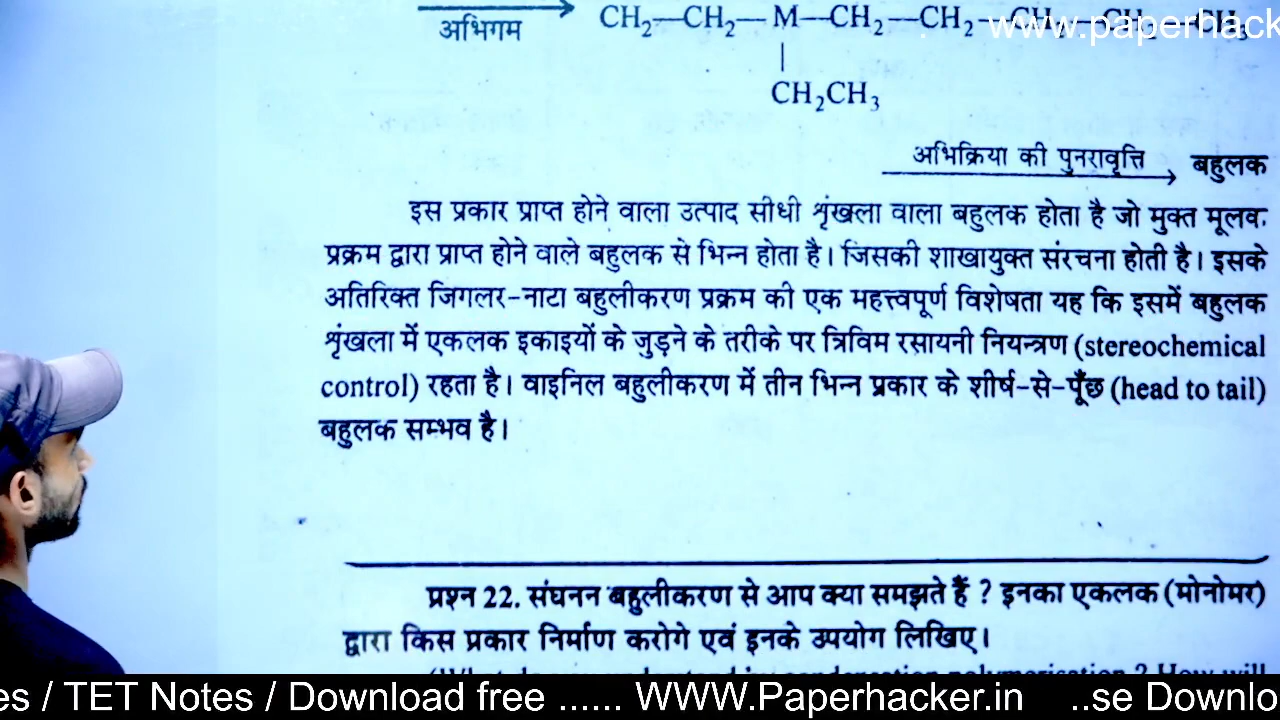 www.paperhack
अभिगम CH2—CH2—M—CH2—CH2—CH2—CH2—CH3
CH2CH3
अभिक्रिया की पुनरावृत्ति बहुलक
इस प्रकार प्राप्त होने वाला उत्पाद सीधी शृंखला वाला बहुलक होता है जो मुक्त
प्रक्रम द्वारा प्राप्त होने वाले बहुलक से भिन्न होता है। जिसकी शाखायुक्त संरचना होती है। इसके
अतिरिक्त जिगलर-नाटा बहुलीकरण प्रक्रम की एक महत्त्वपूर्ण विशेषता यह कि इसमें बहुलक
शृंखला में एकलक इकाइयों के जुड़ने के तरीके पर त्रिविम रसायनी नियन्त्रण (stereochemical
control) रहता है। वाइनिल बहुलीकरण में तीन भिन्न प्रकार के शीर्ष-से-पूँछ (head to tail)
बहुलक सम्भव है।
प्रश्न 22. संघनन बहुलीकरण से आप क्या समझते हैं ? इनका एकलक (मोनोमर)
द्वारा किस प्रकार निर्माण करोगे एवं इनके उपयोग लिखिए।
es / TET Notes / Download free ...... WWW.Paperhacker.in ..se Downlo